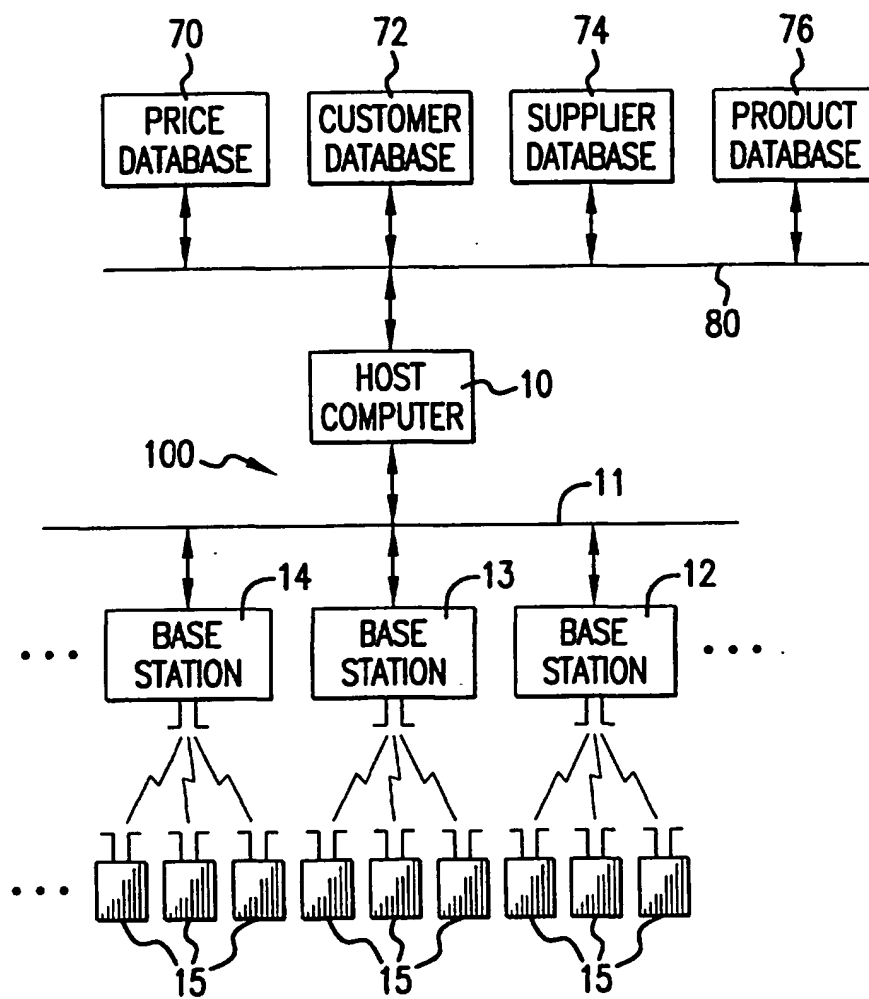 70 72 74 76
PRICE DATABASE
CUSTOMER DATABASE
SUPPLIER DATABASE
PRODUCT DATABASE
80
HOST COMPUTER
10
100
11
14 13 12
BASE STATION
BASE STATION
BASE STATION
15 15 15